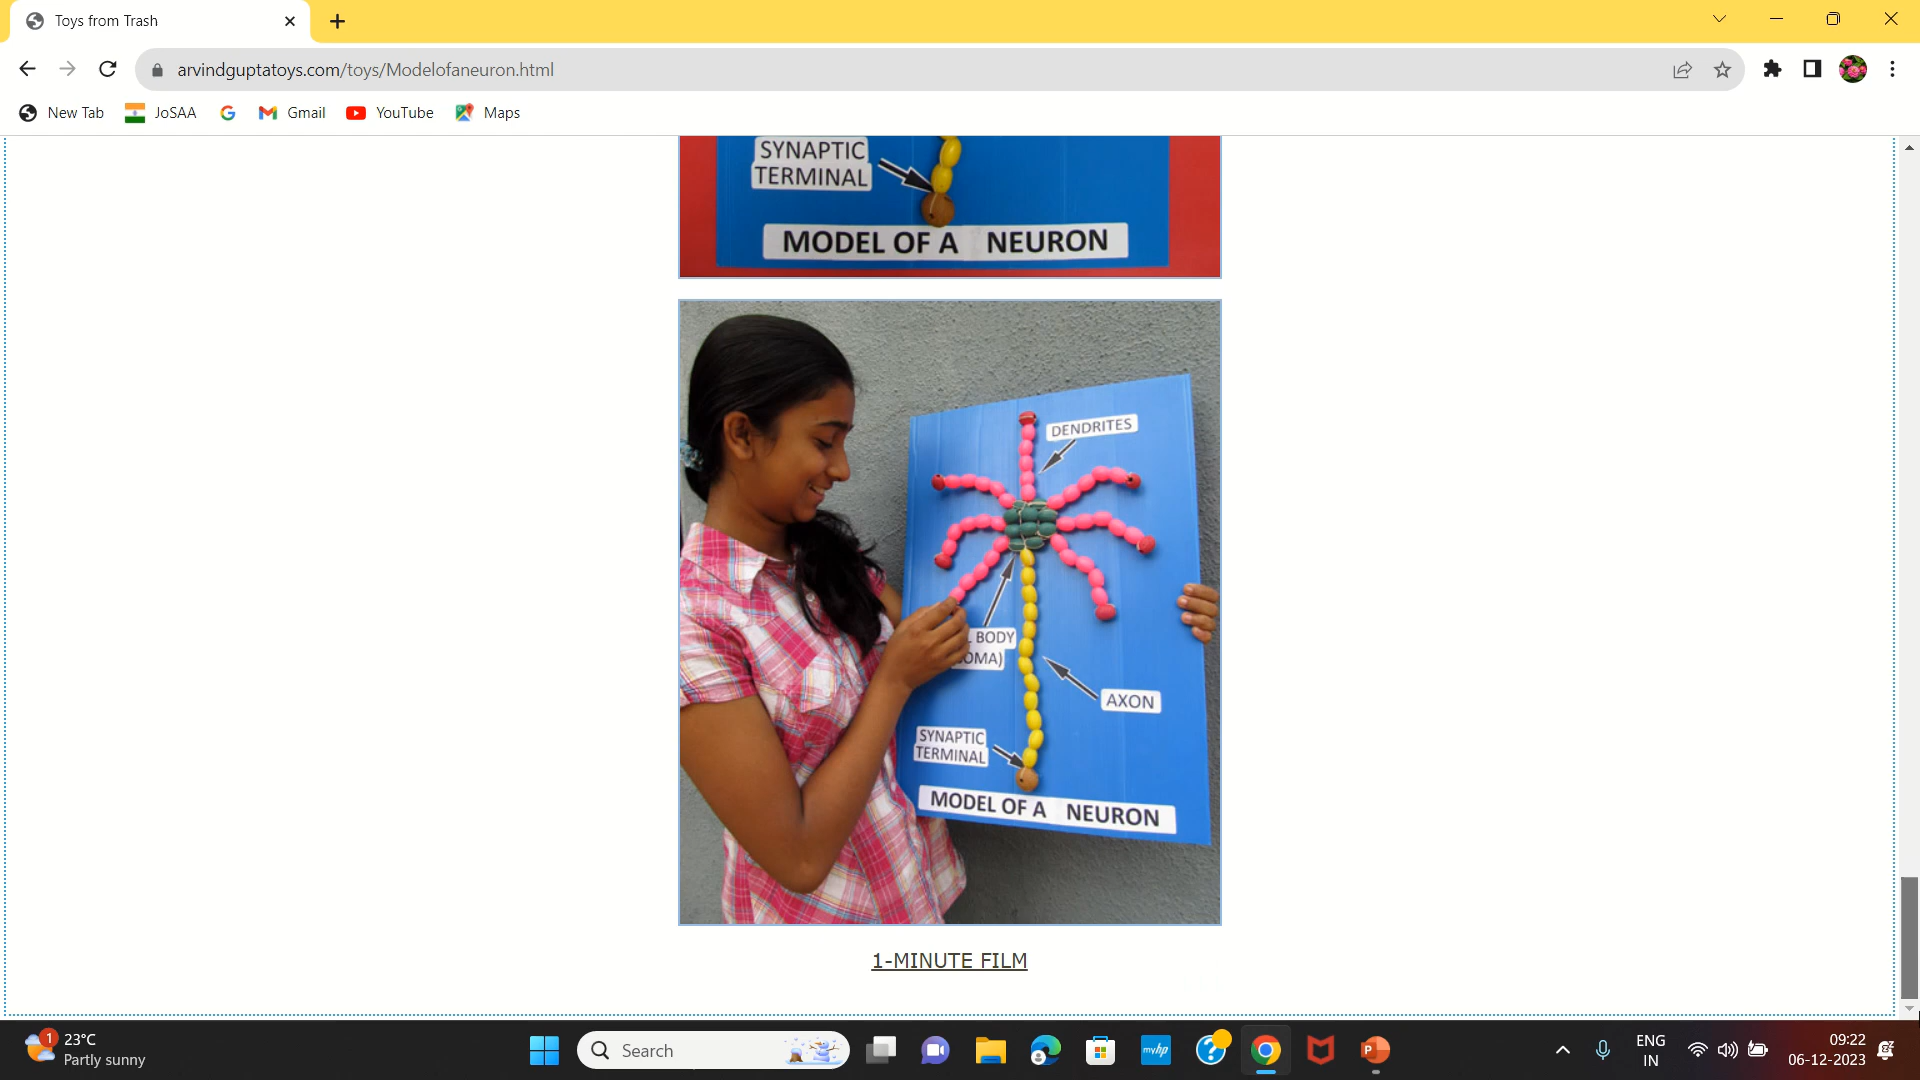 Toys from Trash
arvindguptatoys.com/toys/Modelofaneuron.html
New Tab
JoSAA
Gmail
YouTube
Maps
SYNAPTIC
TERMINAL
MODEL OF A NEURON
DENDRITES
BODY
OMA)
AXON
SYNAPTIC
TERMINAL
MODEL OF A NEURON
1-MINUTE FILM
1
23°C
Partly sunny
Search
myhp
P
ENG
IN
09:22
06-12-2023